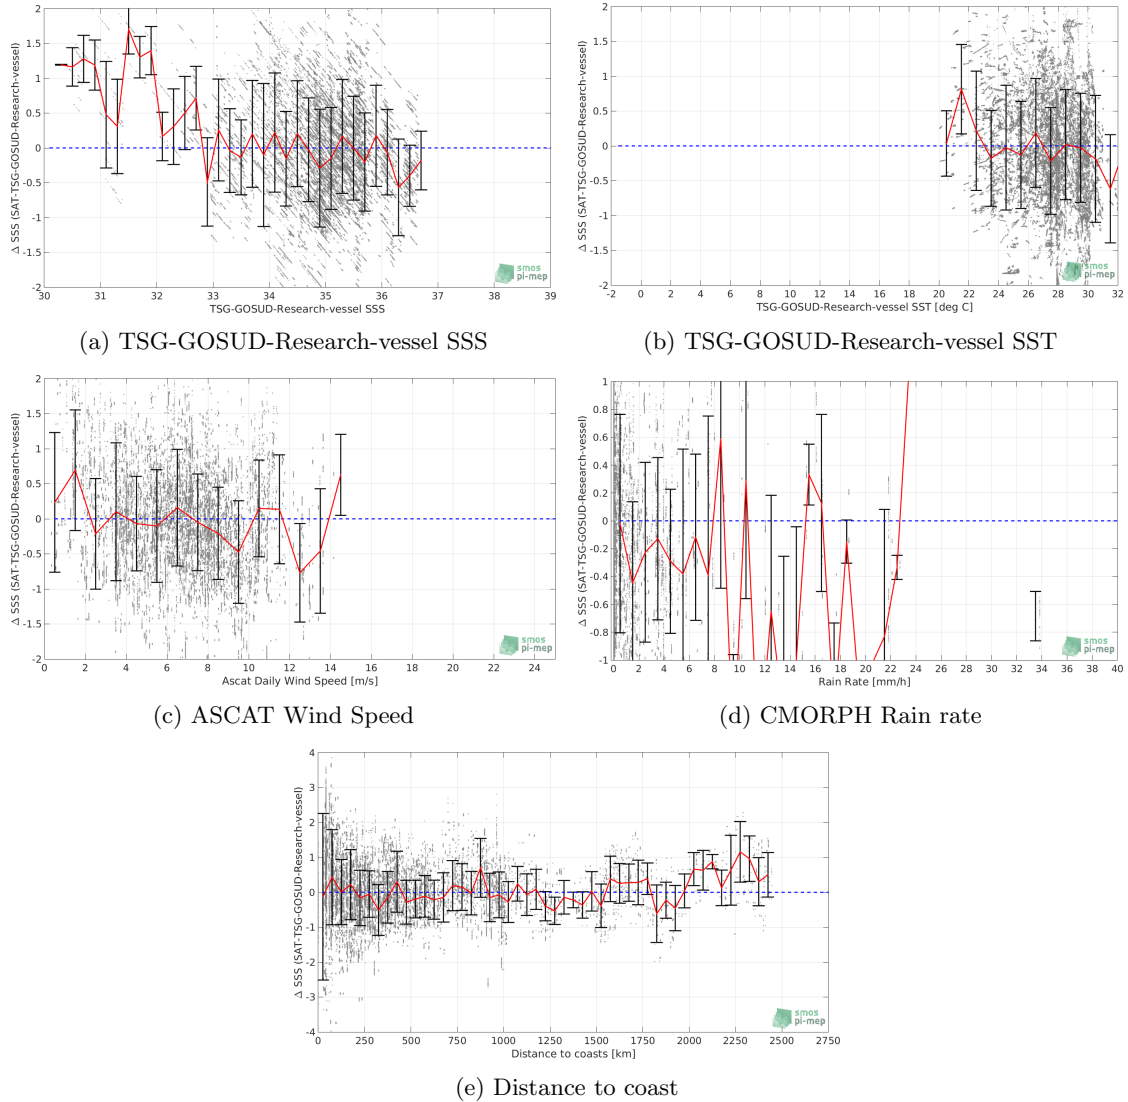 Δ SSS (SAT-TSG-GOSUD-Research-vessel)
2
1.5
1
0.5
0
-0.5
-1
-1.5
-2
30 31 32 33 34 35 36 37 38 39
TSG-GOSUD-Research-vessel SSS
smos
pi-mep
(a) TSG-GOSUD-Research-vessel SSS
Δ SSS (SAT-TSG-GOSUD-Research-vessel)
2
1.5
1
0.5
0
-0.5
-1
-1.5
-2
-2 0 2 4 6 8 10 12 14 16 18 20 22 24 26 28 30 32
TSG-GOSUD-Research-vessel SST [deg C]
smos
pi-mep
(b) TSG-GOSUD-Research-vessel SST
Δ SSS (SAT-TSG-GOSUD-Research-vessel)
2
1.5
1
0.5
0
-0.5
-1
-1.5
-2
0 2 4 6 8 10 12 14 16 18 20 22 24
Ascat Daily Wind Speed [m/s]
smos
pi-mep
(c) ASCAT Wind Speed
Δ SSS (SAT-TSG-GOSUD-Research-vessel)
1
0.8
0.6
0.4
0.2
0
-0.2
-0.4
-0.6
-0.8
-1
0 2 4 6 8 10 12 14 16 18 20 22 24 26 28 30 32 34 36 38 40
Rain Rate [mm/h]
smos
pi-mep
(d) CMORPH Rain rate
Δ SSS (SAT-TSG-GOSUD-Research-vessel)
4
3
2
1
0
-1
-2
-3
-4
0 250 500 750 1000 1250 1500 1750 2000 2250 2500 2750
Distance to coasts [km]
smos
pi-mep
(e) Distance to coast